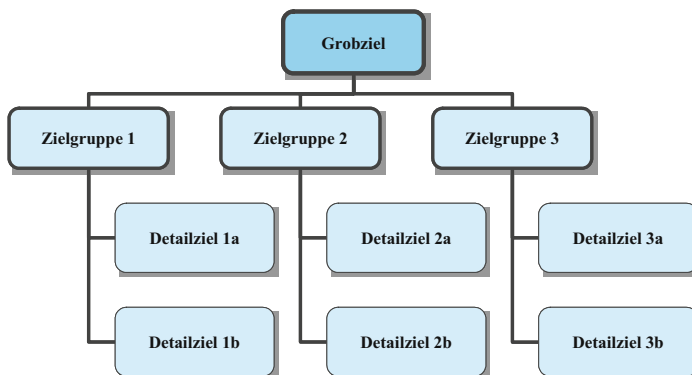 Grobziel
Zielgruppe 1
Zielgruppe 2
Zielgruppe 3
Detailziel 1a
Detailziel 2a
Detailziel 3a
Detailziel 1b
Detailziel 2b
Detailziel 3b